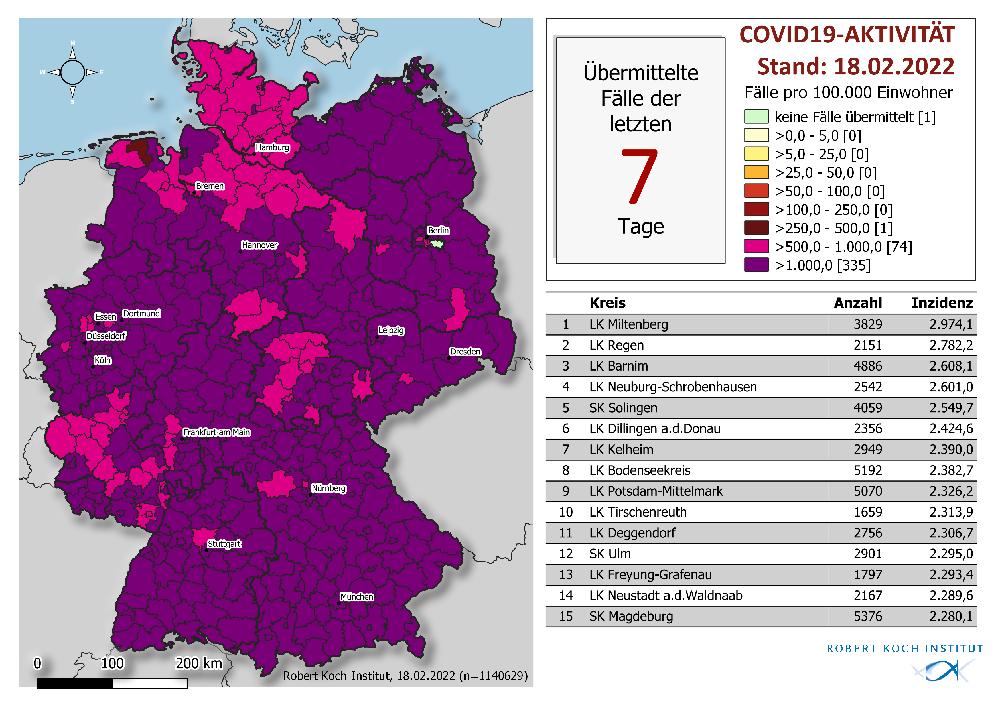 N
W
E
S
Hamburg
Bremen
Berlin
Hannover
Essen
Dortmund
Düsseldorf
Leipzig
Dresden
Köln
Frankfurt am Main
Nürnberg
Stuttgart
München
0 100 200 km
Robert Koch-Institut, 18.02.2022 (n=1140629)
Übermittelte
Fälle der
letzten
7
Tage
COVID19-AKTIVITÄT
Stand: 18.02.2022
Fälle pro 100.000 Einwohner
keine Fälle übermittelt [1]
>0,0 - 5,0 [0]
>5,0 - 25,0 [0]
>25,0 - 50,0 [0]
>50,0 - 100,0 [0]
>100,0 - 250,0 [0]
>250,0 - 500,0 [1]
>500,0 - 1.000,0 [74]
>1.000,0 [335]
Kreis Anzahl Inzidenz
1 LK Miltenberg 3829 2.974,1
2 LK Regen 2151 2.782,2
3 LK Barnim 4886 2.608,1
4 LK Neuburg-Schrobenhausen 2542 2.601,0
5 SK Solingen 4059 2.549,7
6 LK Dillingen a.d.Donau 2356 2.424,6
7 LK Kelheim 2949 2.390,0
8 LK Bodenseekreis 5192 2.382,7
9 LK Potsdam-Mittelmark 5070 2.326,2
10 LK Tirschenreuth 1659 2.313,9
11 LK Deggendorf 2756 2.306,7
12 SK Ulm 2901 2.295,0
13 LK Freyung-Grafenau 1797 2.293,4
14 LK Neustadt a.d.Waldnaab 2167 2.289,6
15 SK Magdeburg 5376 2.280,1
ROBERT KOCH INSTITUT